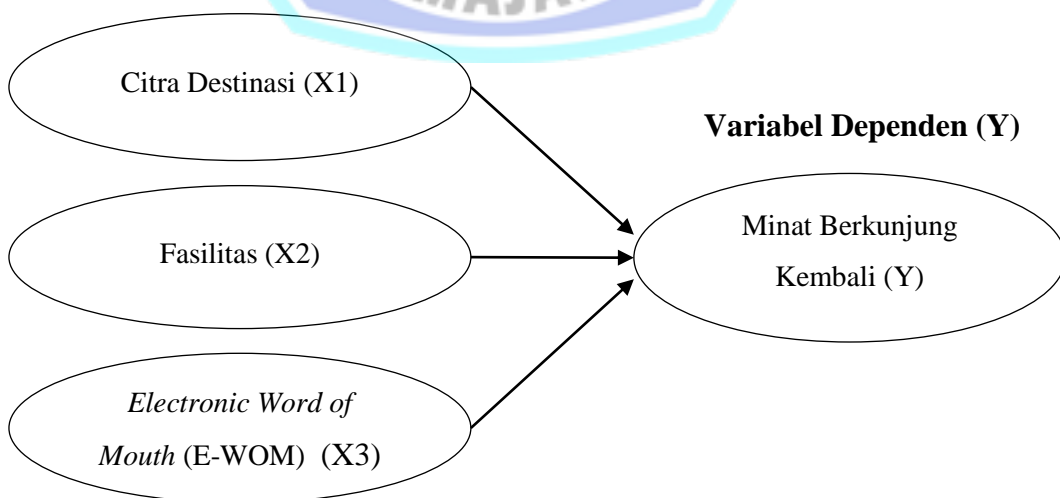 Citra Destinasi (X1)
Variabel Dependen (Y)
Fasilitas (X2)
Minat Berkunjung
Kembali (Y)
Electronic Word of
Mouth (E-WOM) (X3)